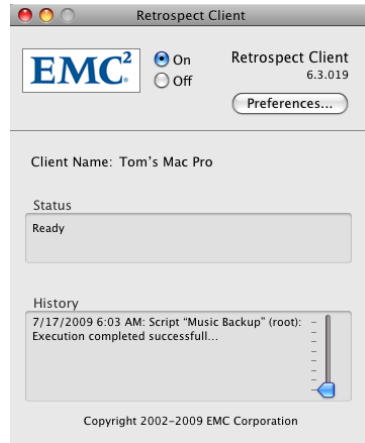 Retrospect Client
EMC²
On
Off
Retrospect Client
6.3.019
Preferences...
Client Name: Tom's Mac Pro
Status
Ready
History
7/17/2009 6:03 AM: Script “Music Backup” (root):
Execution completed successfull...
Copyright 2002-2009 EMC Corporation